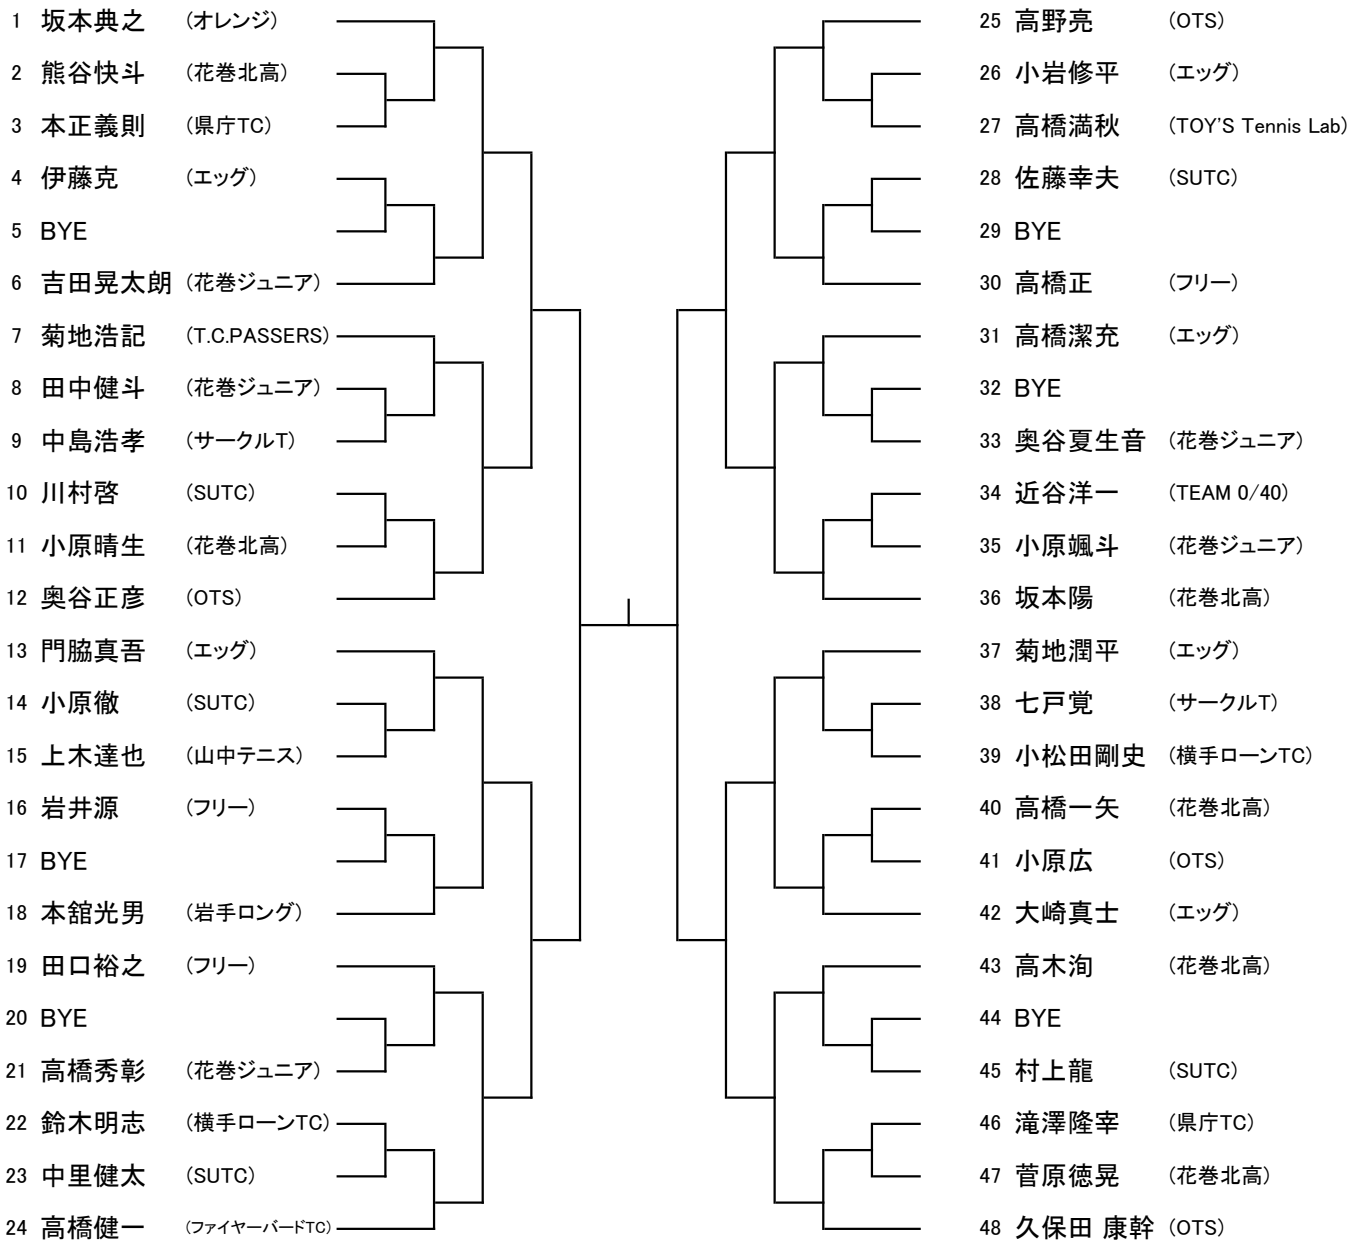 1 坂本典之 (オレンジ)
2 熊谷快斗 (花巻北高)
3 本正義則 (県庁TC)
4 伊藤克 (エッグ)
5 BYE
6 吉田晃太朗 (花巻ジュニア)
7 菊地浩記 (T.C.PASSERS)
8 田中健斗 (花巻ジュニア)
9 中島浩孝 (サークルT)
10 川村啓 (SUTC)
11 小原晴生 (花巻北高)
12 奥谷正彦 (OTS)
13 門脇真吾 (エッグ)
14 小原徹 (SUTC)
15 上木達也 (山中テニス)
16 岩井源 (フリー)
17 BYE
18 本舘光男 (岩手ロング)
19 田口裕之 (フリー)
20 BYE
21 高橋秀彰 (花巻ジュニア)
22 鈴木明志 (横手ローンTC)
23 中里健太 (SUTC)
24 高橋健一 (ファイヤーバードTC)
25 高野亮 (OTS)
26 小岩修平 (エッグ)
27 高橋満秋 (TOY'S Tennis Lab)
28 佐藤幸夫 (SUTC)
29 BYE
30 高橋正 (フリー)
31 高橋潔充 (エッグ)
32 BYE
33 奥谷夏生音 (花巻ジュニア)
34 近谷洋一 (TEAM 0/40)
35 小原颯斗 (花巻ジュニア)
36 坂本陽 (花巻北高)
37 菊地潤平 (エッグ)
38 七戸覚 (サークルT)
39 小松田剛史 (横手ローンTC)
40 高橋一矢 (花巻北高)
41 小原広 (OTS)
42 大崎真士 (エッグ)
43 高木洵 (花巻北高)
44 BYE
45 村上龍 (SUTC)
46 滝澤隆宰 (県庁TC)
47 菅原徳晃 (花巻北高)
48 久保田 康幹 (OTS)